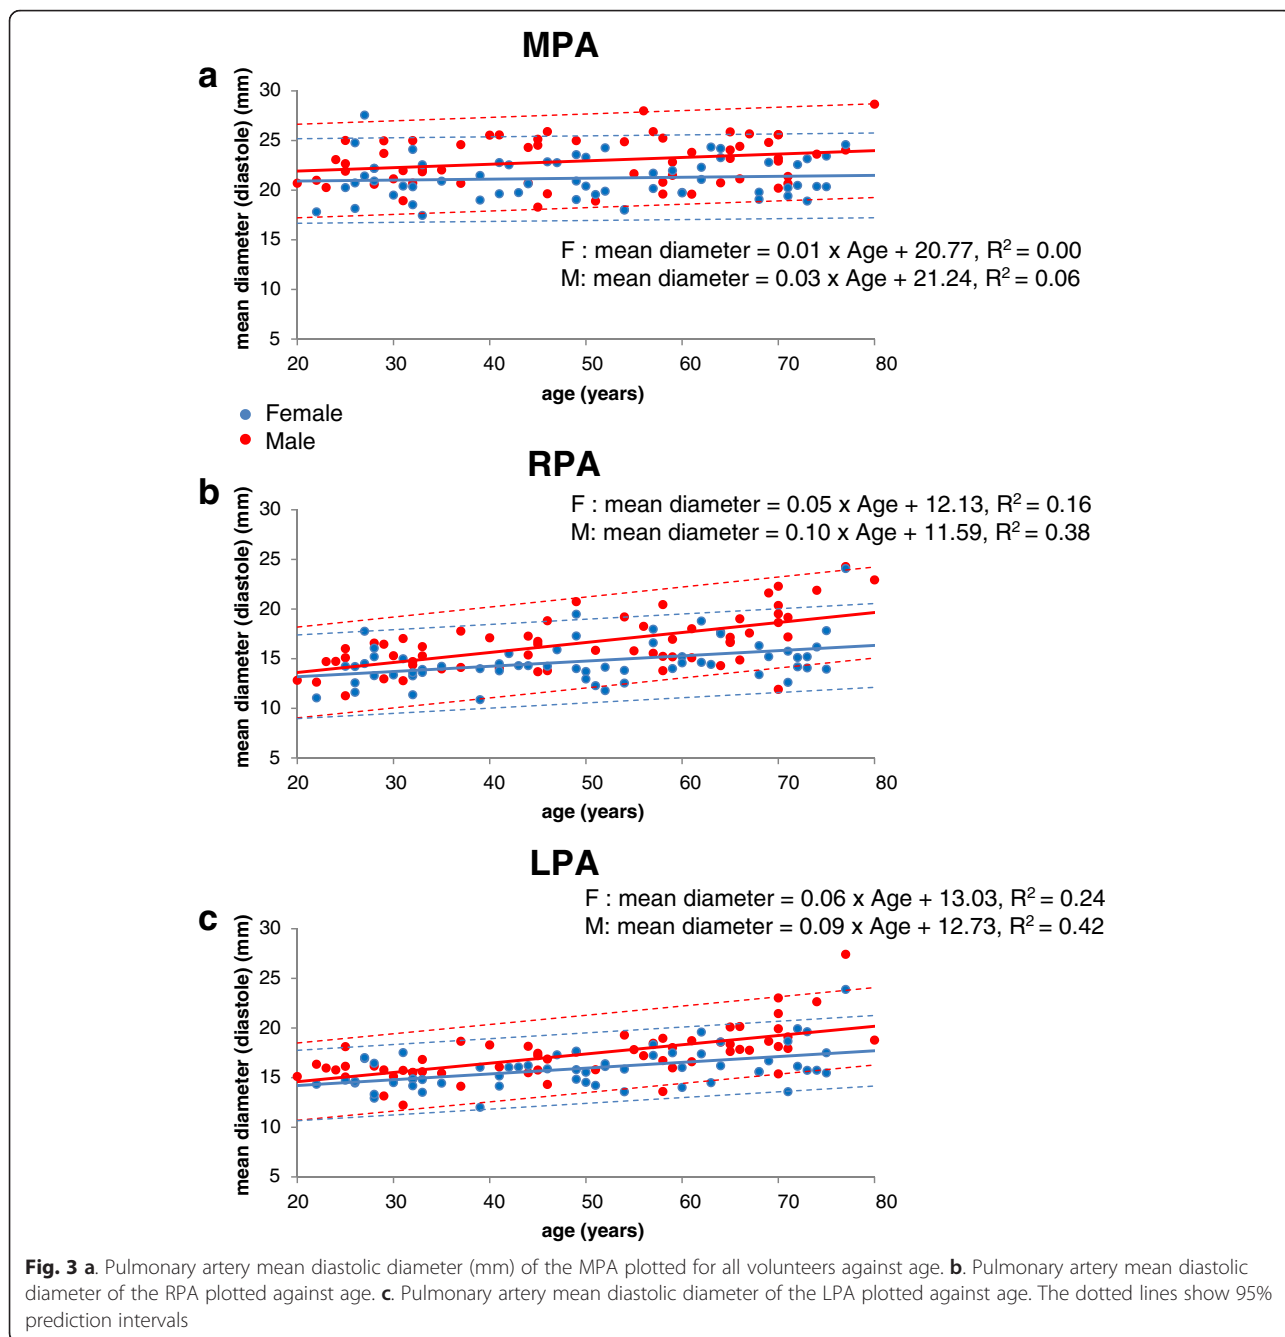 MPA
a
mean diameter (diastole) (mm)
30
25
20
15
10
5
F : mean diameter = 0.01 x Age + 20.77, R² = 0.00
M: mean diameter = 0.03 x Age + 21.24, R² = 0.06
20 30 40 50 60 70 80
age (years)
Female
Male
RPA
b
mean diameter (diastole) (mm)
F : mean diameter = 0.05 x Age + 12.13, R² = 0.16
M: mean diameter = 0.10 x Age + 11.59, R² = 0.38
30
25
20
15
10
5
20 30 40 50 60 70 80
age (years)
LPA
c
mean diameter (diastole) (mm)
F : mean diameter = 0.06 x Age + 13.03, R² = 0.24
M: mean diameter = 0.09 x Age + 12.73, R² = 0.42
30
25
20
15
10
5
20 30 40 50 60 70 80
age (years)
Fig. 3 a. Pulmonary artery mean diastolic diameter (mm) of the MPA plotted for all volunteers against age. b. Pulmonary artery mean diastolic
diameter of the RPA plotted against age. c. Pulmonary artery mean diastolic diameter of the LPA plotted against age. The dotted lines show 95%
prediction intervals